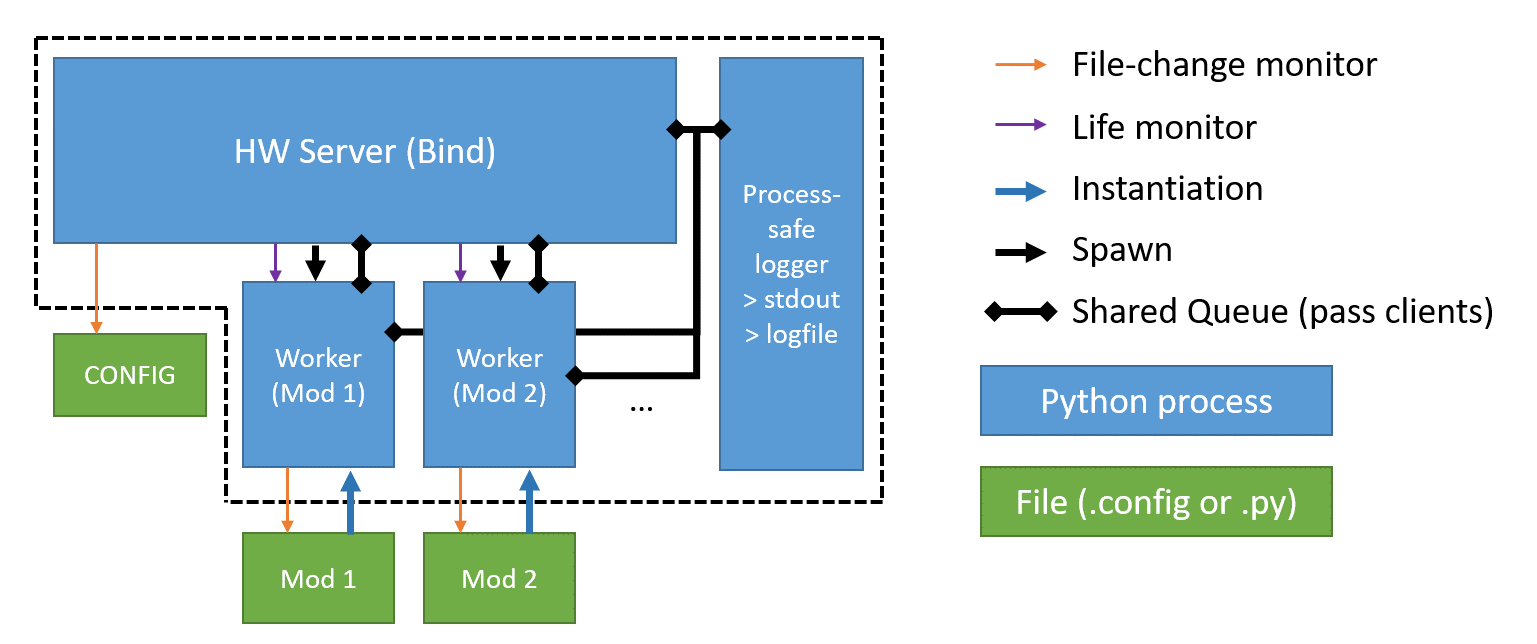 HW Server (Bind)
Process-
safe
logger
> stdout
> logfile
CONFIG
Worker
(Mod 1)
Worker
(Mod 2)
...
Mod 1
Mod 2
File-change monitor
Life monitor
Instantiation
Spawn
Shared Queue (pass clients)
Python process
File (.config or .py)